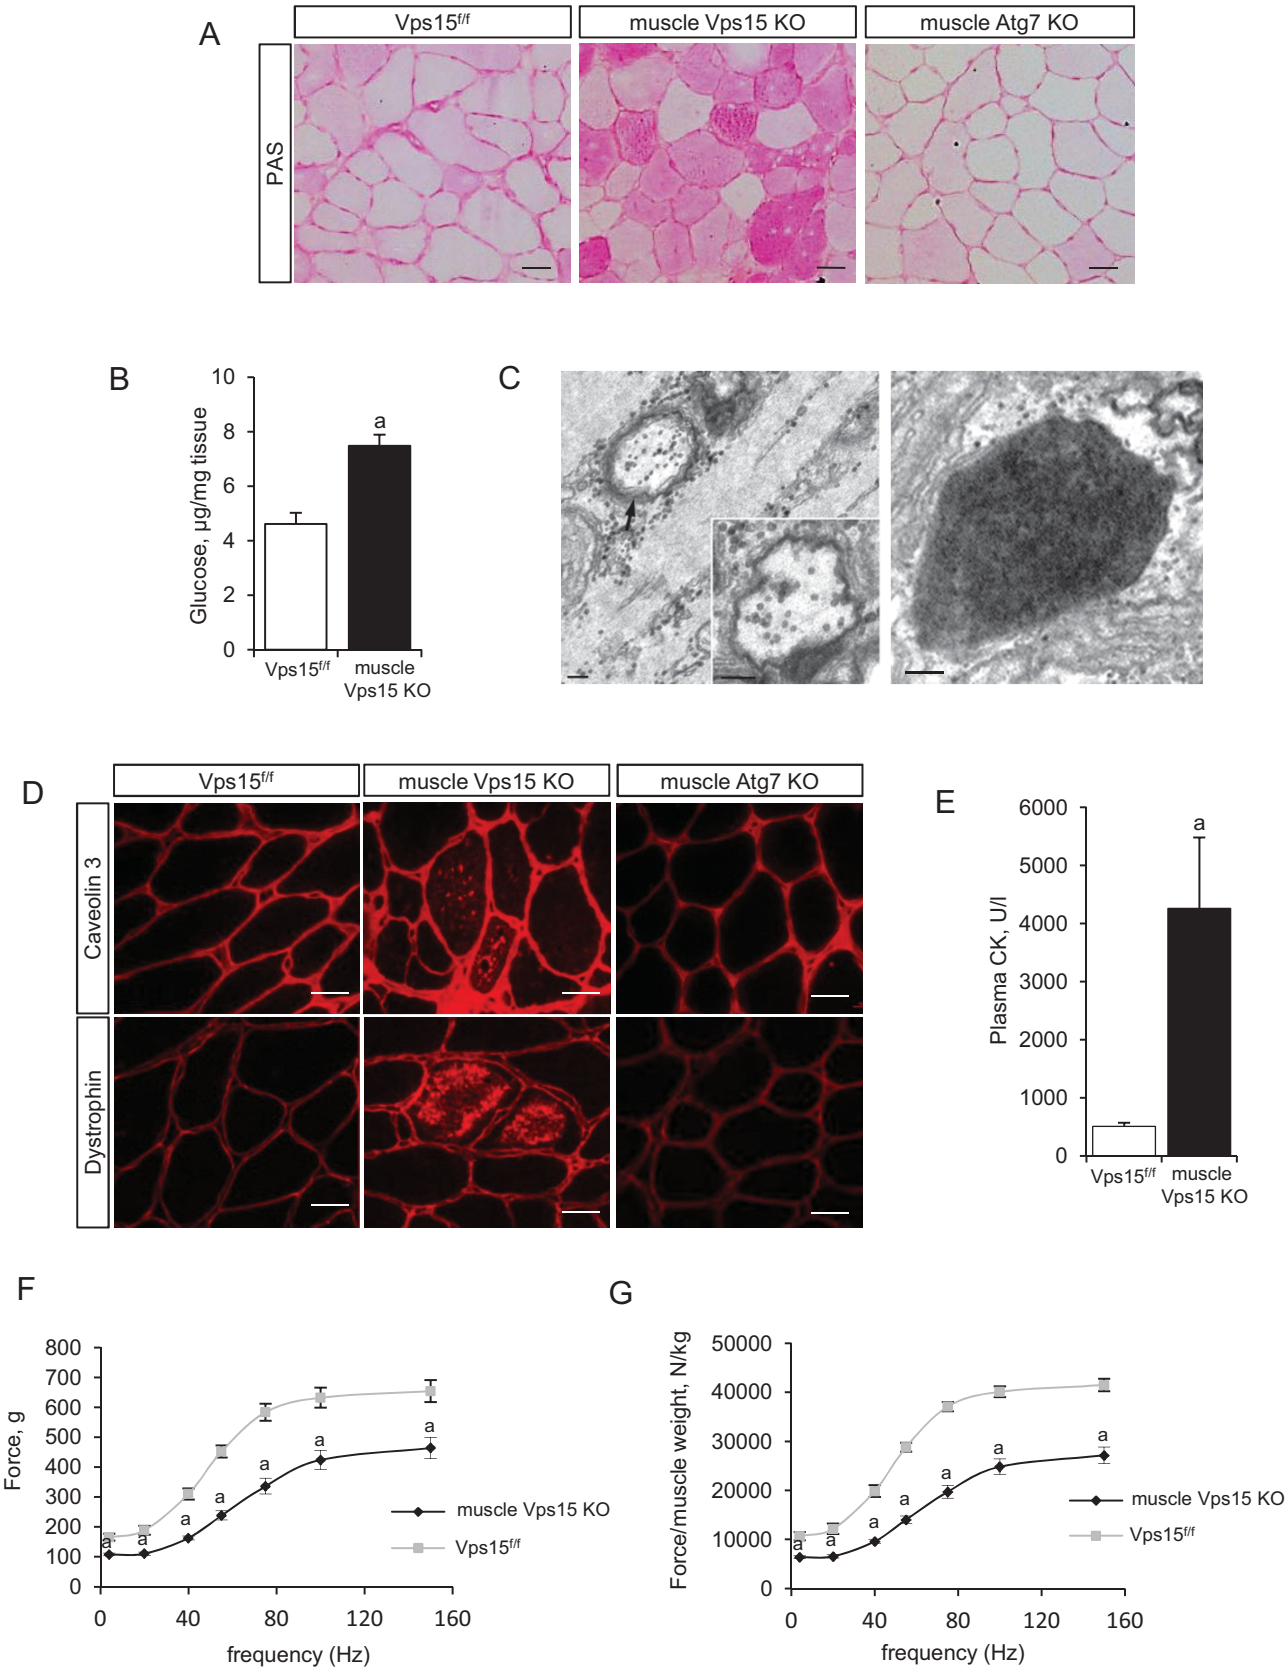 A
Vps15f/f
muscle Vps15 KO
muscle Atg7 KO
PAS
B
Glucose, µg/mg tissue
10
8
6
4
2
0
a
Vps15f/f
muscle
Vps15 KO
C
D
Vps15f/f
muscle Vps15 KO
muscle Atg7 KO
Caveolin 3
Dystrophin
E
Plasma CK, U/l
6000
5000
4000
3000
2000
1000
0
a
Vps15f/f
muscle
Vps15 KO
F
Force, g
800
700
600
500
400
300
200
100
0
a
a
a
a
a
a
a
muscle Vps15 KO
Vps15f/f
0
40
80
120
160
frequency (Hz)
G
Force/muscle weight, N/kg
50000
40000
30000
20000
10000
0
a
a
a
a
a
a
a
muscle Vps15 KO
Vps15f/f
0
40
80
120
160
frequency (Hz)